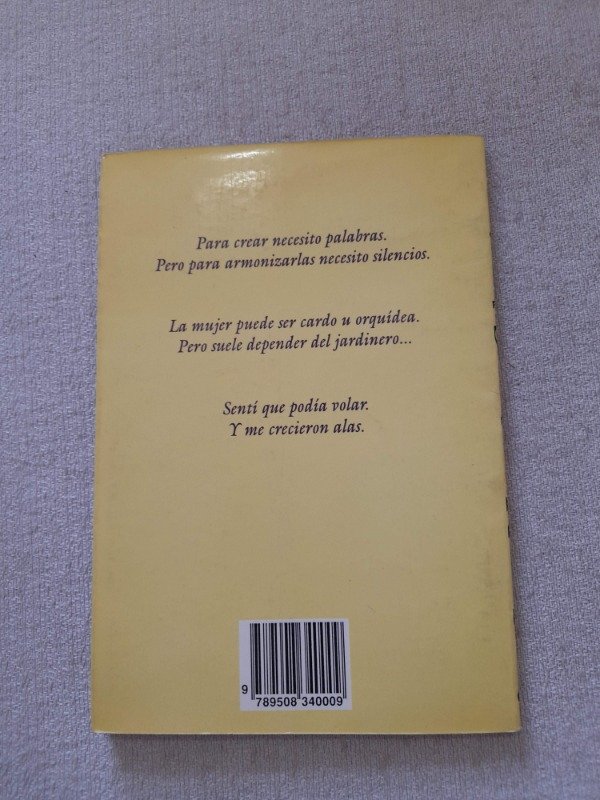 Para crear necesito palabras.
Pero para armonizarlas necesito silencios.
La mujer puede ser cardo u orquídea.
Pero suele depender del jardinero...
Sentí que podía volar.
Y me crecieron alas.
9 789508 340009